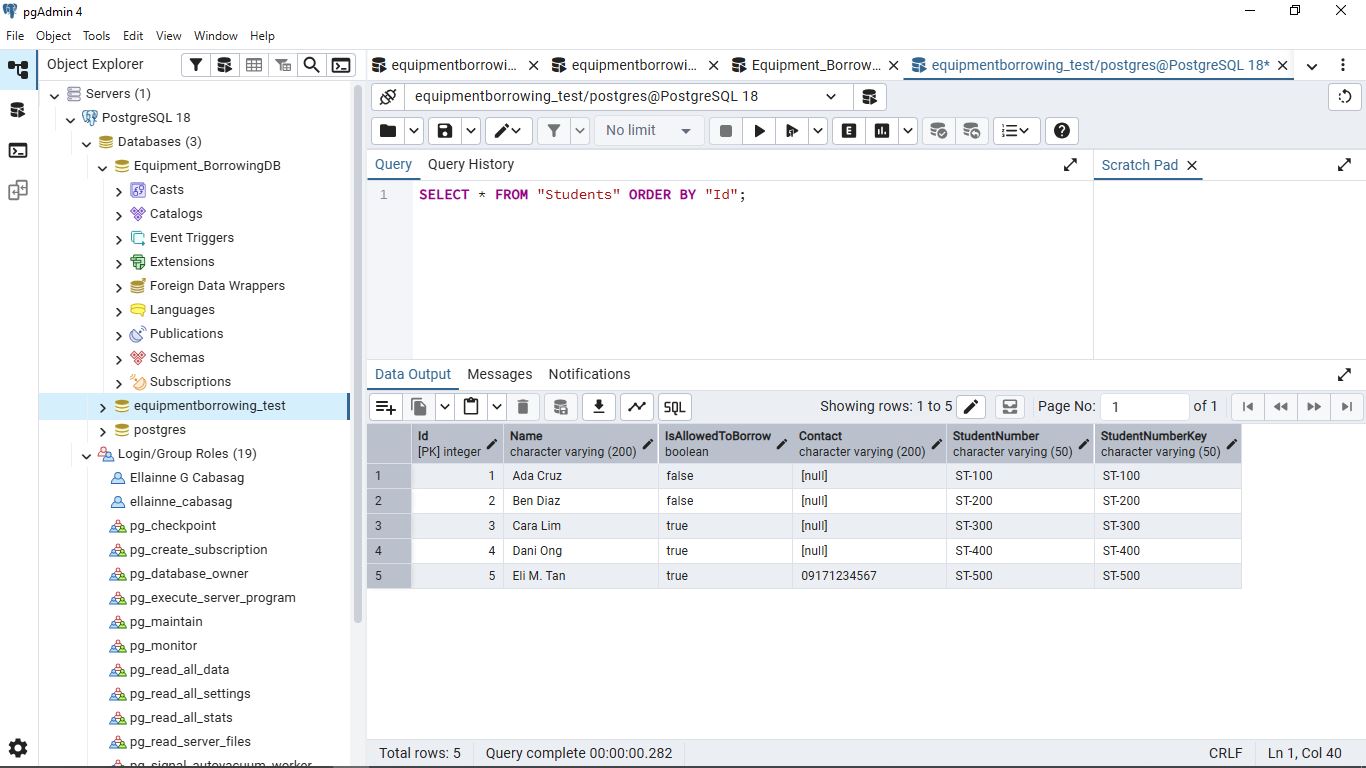 pgAdmin 4
File Object Tools Edit View Window Help
Object Explorer
equipmentborrowi... equipmentborrowi... Equipment_Borrow... equipmentborrowing_test/postgres@PostgreSQL 18*
Servers (1)
PostgreSQL 18
Databases (3)
Equipment_BorrowingDB
Casts
Catalogs
Event Triggers
Extensions
Foreign Data Wrappers
Languages
Publications
Schemas
Subscriptions
equipmentborrowing_test
postgres
Login/Group Roles (19)
Ellainne G Cabasag
ellainne_cabasag
pg_checkpoint
pg_create_subscription
pg_database_owner
pg_execute_server_program
pg_maintain
pg_monitor
pg_read_all_data
pg_read_all_settings
pg_read_all_stats
pg_read_server_files
pg_signal_autovacuum_worker
equipmentborrowing_test/postgres@PostgreSQL 18
No limit
E
Query Query History
Scratch Pad
1 SELECT * FROM "Students" ORDER BY "Id";
Data Output Messages Notifications
SQL Showing rows: 1 to 5 Page No: 1 of 1
Id Name IsAllowedToBorrow Contact StudentNumber StudentNumberKey
[PK] integer character varying (200) boolean character varying (200) character varying (50) character varying (50)
1 1 Ada Cruz false [null] ST-100 ST-100
2 2 Ben Diaz false [null] ST-200 ST-200
3 3 Cara Lim true [null] ST-300 ST-300
4 4 Dani Ong true [null] ST-400 ST-400
5 5 Eli M. Tan true 09171234567 ST-500 ST-500
Total rows: 5 Query complete 00:00:00.282 CRLF Ln 1, Col 40